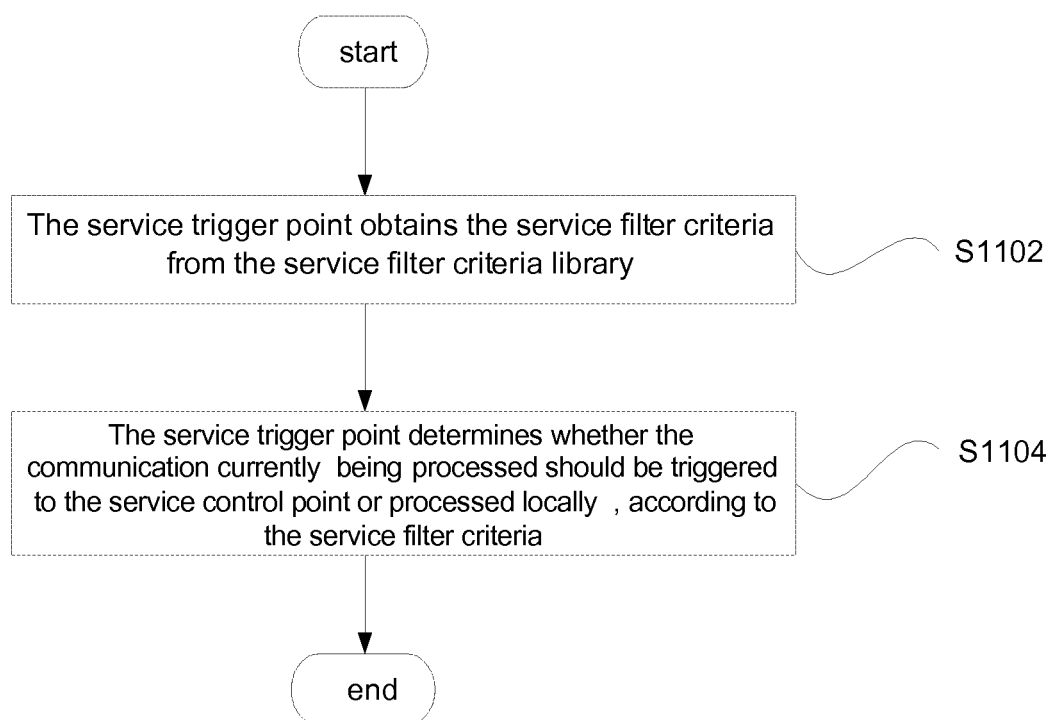 start
The service trigger point obtains the service filter criteria
from the service filter criteria library
S1102
The service trigger point determines whether the
communication currently being processed should be triggered
to the service control point or processed locally , according to
the service filter criteria
S1104
end